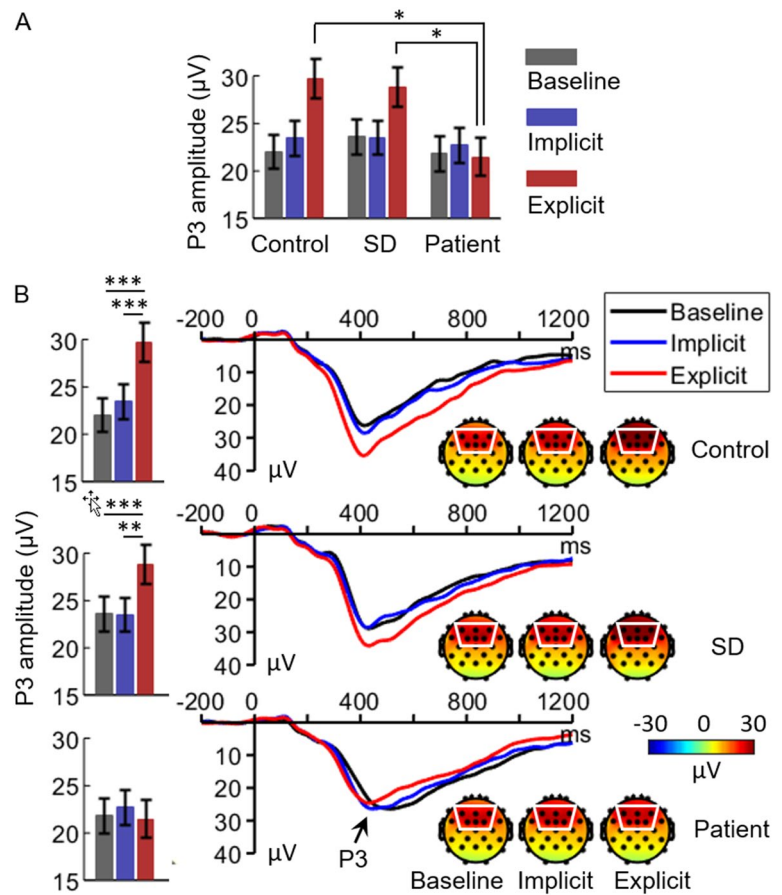 A
*
*
P3 amplitude (μV)
30
25
20
15
Control SD Patient
Baseline
Implicit
Explicit
B
***
***
30
25
20
15
-200 0 400 800 1200
ms
10
20
30
40
μV
Baseline
Implicit
Explicit
Control
P3 amplitude (μV)
***
**
30
25
20
15
-200 0 400 800 1200
ms
10
20
30
40
μV
SD
30
25
20
15
-200 0 400 800 1200
ms
10
20
30
40
μV
P3
-30 0 30
μV
Patient
Baseline Implicit Explicit